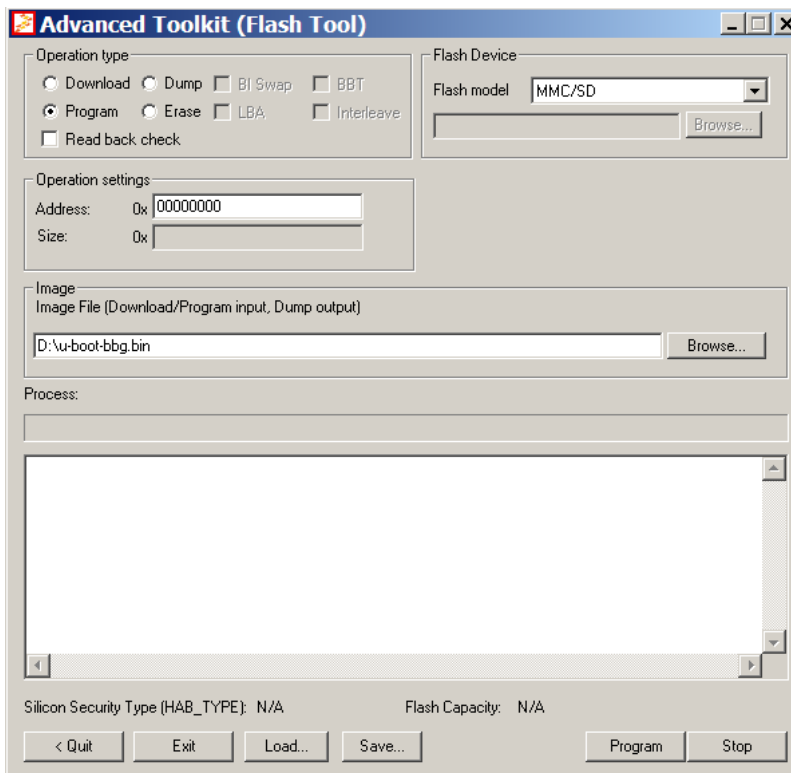 Advanced Toolkit (Flash Tool)
Operation type
Download Dump BI Swap BBT
Program Erase LBA Interleave
Read back check
Flash Device
Flash model MMC/SD
Browse...
Operation settings
Address: 0x 00000000
Size: 0x
Image
Image File (Download/Program input, Dump output)
D:\u-boot-bbg.bin Browse...
Process:
Silicon Security Type (HAB_TYPE): N/A Flash Capacity: N/A
< Quit Exit Load... Save... Program Stop